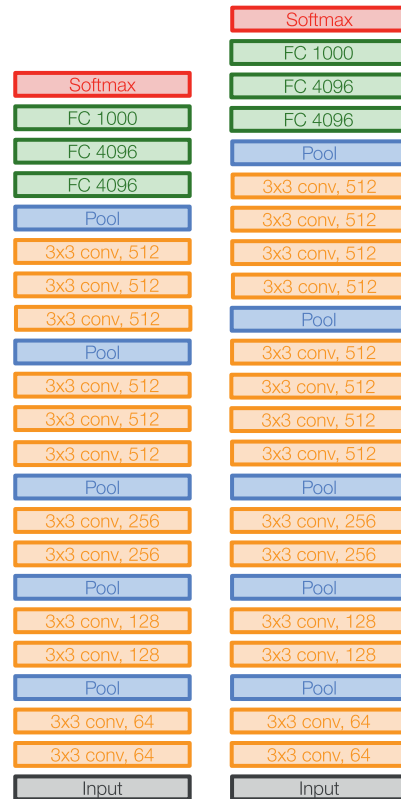 Softmax
FC 1000
FC 4096
FC 4096
Pool
3x3 conv, 512
3x3 conv, 512
3x3 conv, 512
Pool
3x3 conv, 512
3x3 conv, 512
3x3 conv, 512
Pool
3x3 conv, 256
3x3 conv, 256
Pool
3x3 conv, 128
3x3 conv, 128
Pool
3x3 conv, 64
3x3 conv, 64
Input
Softmax
FC 1000
FC 4096
FC 4096
Pool
3x3 conv, 512
3x3 conv, 512
3x3 conv, 512
3x3 conv, 512
Pool
3x3 conv, 512
3x3 conv, 512
3x3 conv, 512
3x3 conv, 512
Pool
3x3 conv, 256
3x3 conv, 256
Pool
3x3 conv, 128
3x3 conv, 128
Pool
3x3 conv, 64
3x3 conv, 64
Input